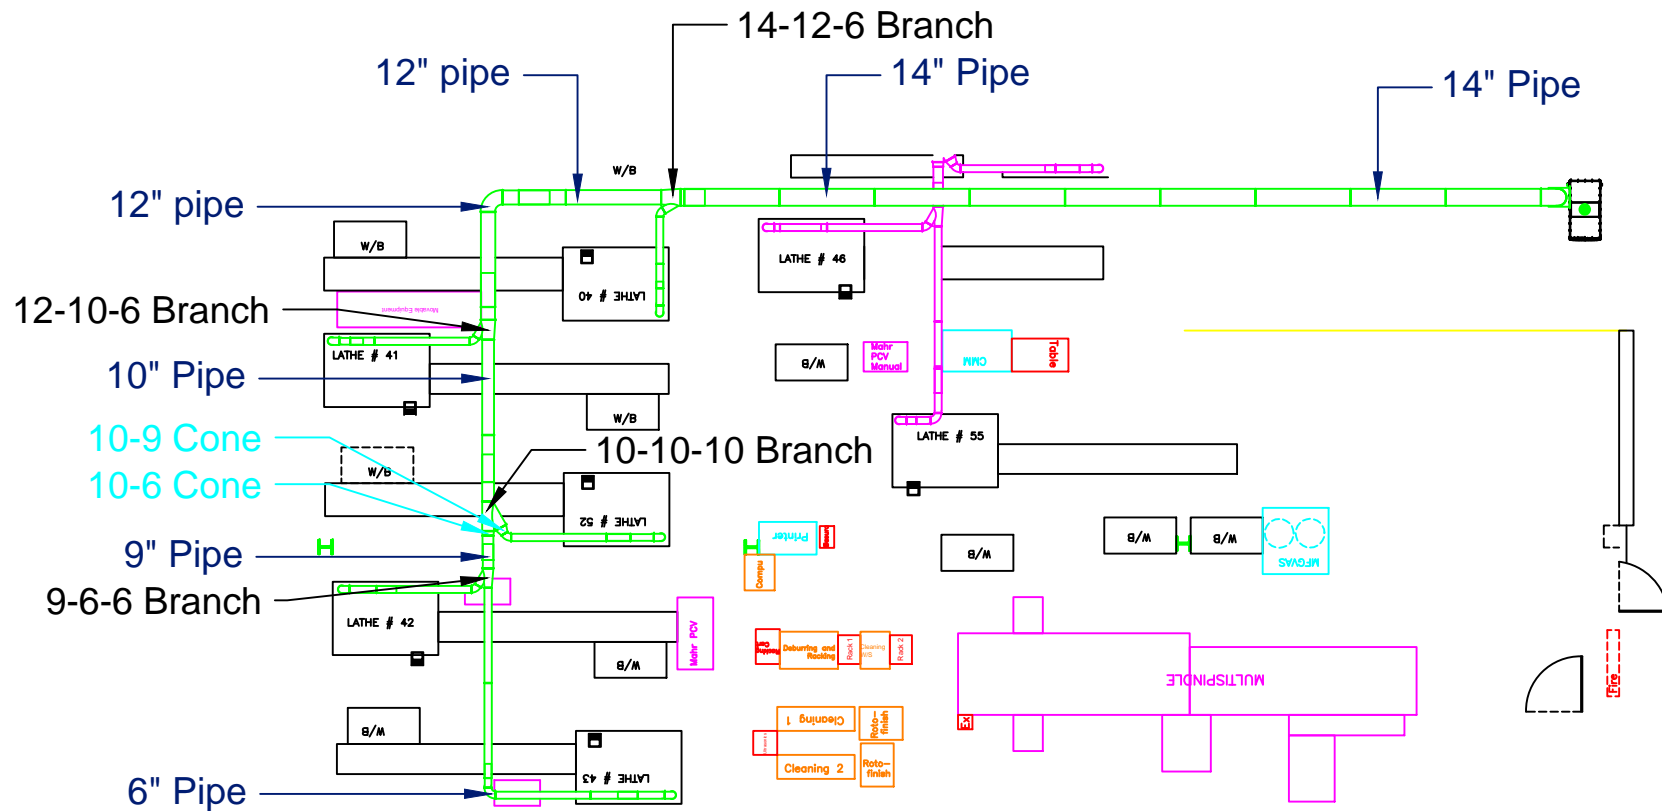 14-12-6 Branch
12" pipe
14" Pipe
14" Pipe
W/B
12" pipe
W/B
LATHE # 40
LATHE # 46
12-10-6 Branch
Movable Equipment
LATHE # 41
10" Pipe
W/B
W/B
Mahr
PCV
Manual
CMM
Table
10-9 Cone
10-10-10 Branch
LATHE # 55
W/B
10-6 Cone
LATHE # 52
9" Pipe
Printer
Compu
W/B
W/B
W/B
MFGVAS
9-6-6 Branch
LATHE # 42
Mahr PCV
W/B
Deburring and
Racking
Rack 1
Cleaning
Rack 2
MULTISPINDLE
Fire
W/B
Cleaning 1
Roto-
finish
Ex
LATHE # 43
Cleaning 2
Roto-
finish
6" Pipe